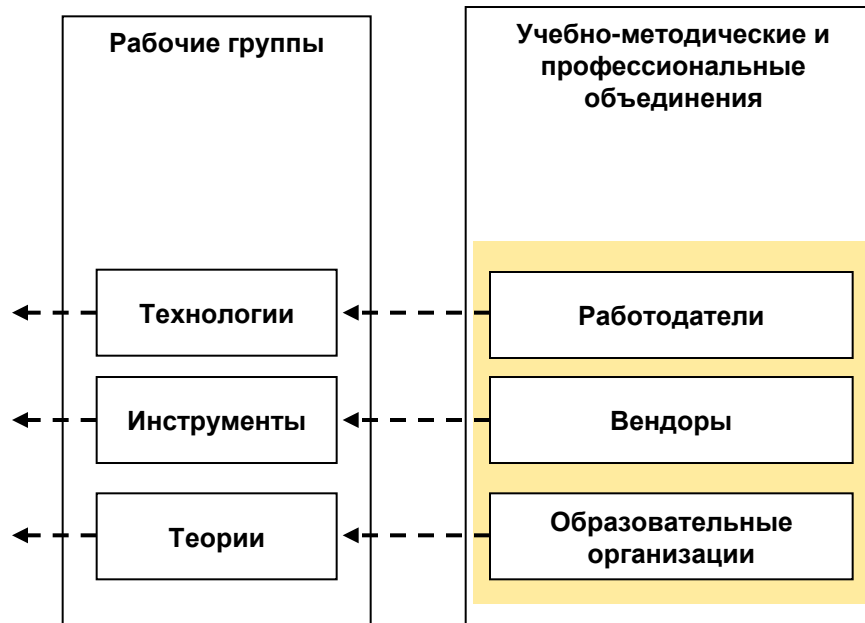 Рабочие группы
Учебно-методические и
профессиональные
объединения
Технологии
Работодатели
Инструменты
Вендоры
Теории
Образовательные
организации